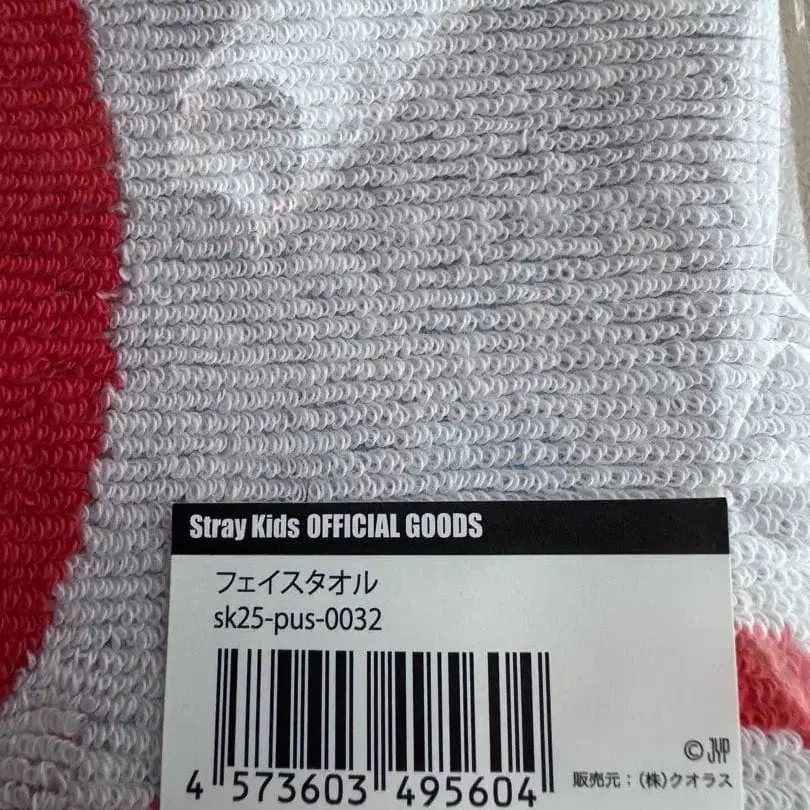 Stray Kids OFFICIAL GOODS
フェイスタオル
sk25-pus-0032
4 573603 495604
© JYP
販売元:(株)クオラス